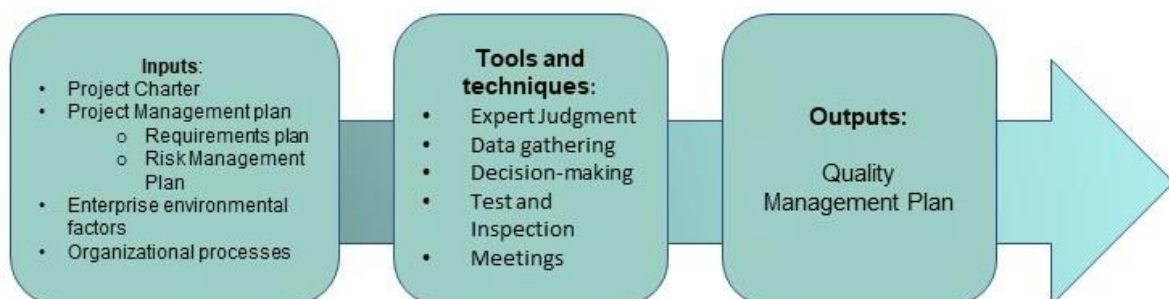 Inputs:
• Project Charter
• Project Management plan
o Requirements plan
o Risk Management
Plan
• Enterprise environmental
factors
• Organizational processes
Tools and
techniques:
• Expert Judgment
• Data gathering
• Decision-making
• Test and
Inspection
• Meetings
Outputs:
Quality
Management Plan